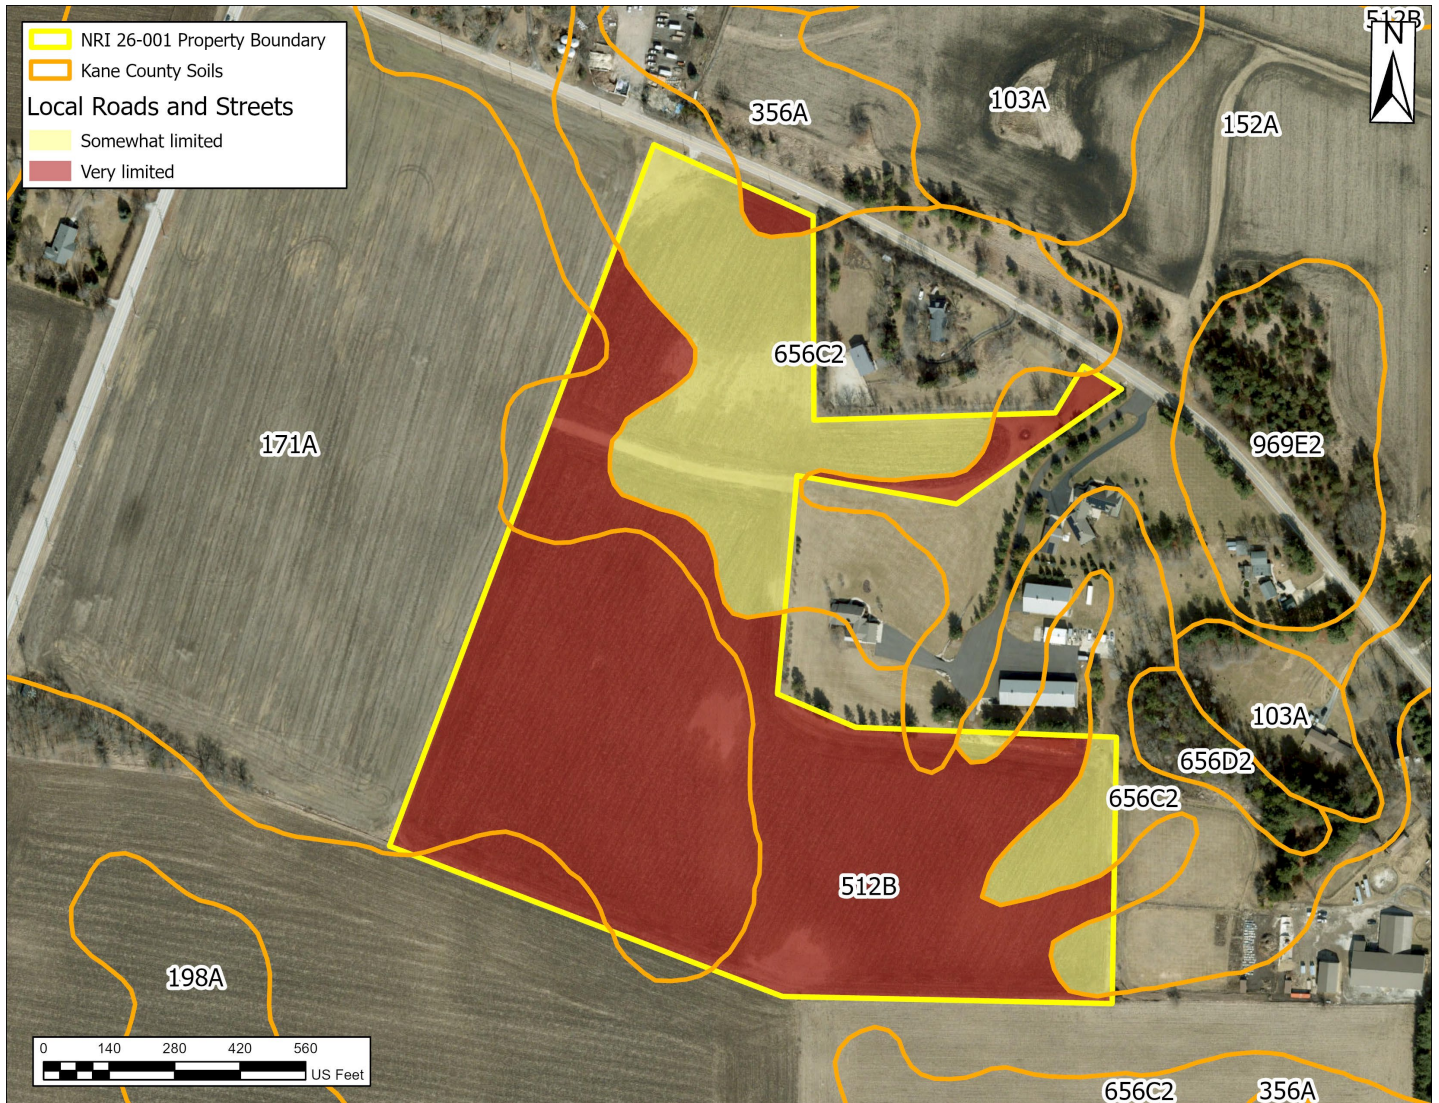 NRI 26-001 Property Boundary
Kane County Soils
Local Roads and Streets
Somewhat limited
Very limited
512B
N
356A
103A
152A
656C2
171A
969E2
103A
656D2
656C2
512B
198A
0 140 280 420 560
US Feet
656C2
356A